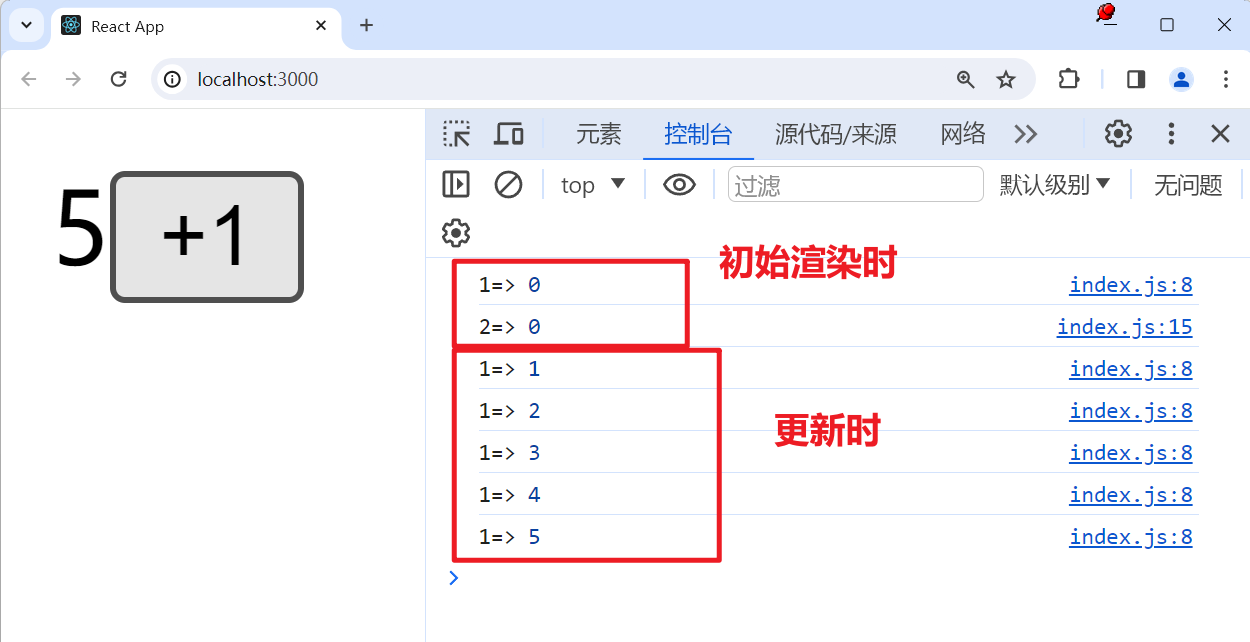 React App
localhost:3000
元素 控制台 源代码/来源 网络
top 过滤 默认级别 无问题
5 +1
初始渲染时
1=> 0 index.js:8
2=> 0 index.js:15
1=> 1 index.js:8
1=> 2 index.js:8
更新时
1=> 3 index.js:8
1=> 4 index.js:8
1=> 5 index.js:8